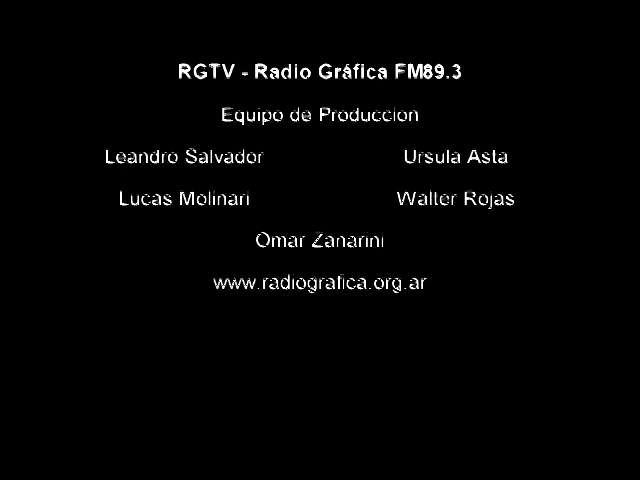 RGTV - Radio Gráfica FM89.3
Equipo de Produccion
Leandro Salvador Ursula Asta
Lucas Molinari Walter Rojas
Omar Zanarini
www.radiografica.org.ar